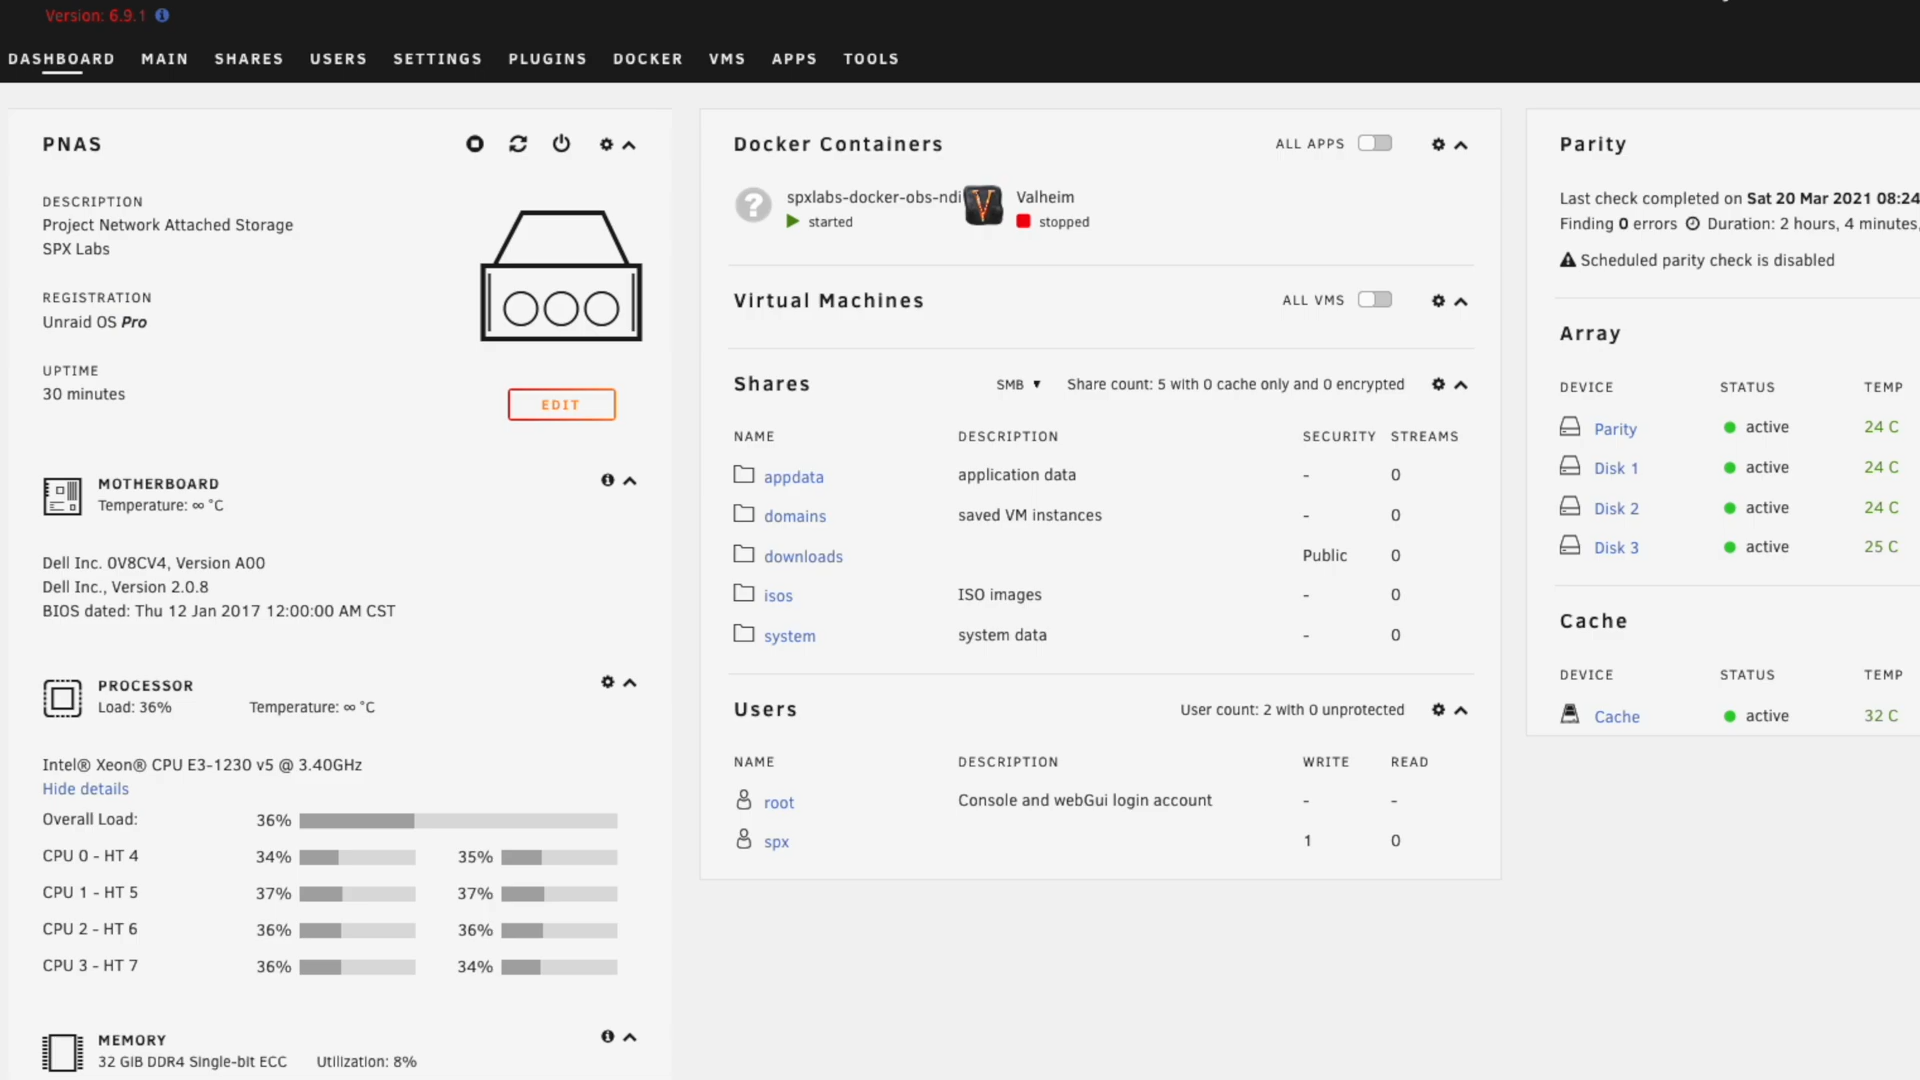 Version: 6.9.1
DASHBOARD MAIN SHARES USERS SETTINGS PLUGINS DOCKER VMS APPS TOOLS
PNAS
DESCRIPTION
Project Network Attached Storage
SPX Labs
REGISTRATION
Unraid OS Pro
UPTIME
30 minutes
EDIT
MOTHERBOARD
Temperature: ∞ °C
Dell Inc. 0V8CV4, Version A00
Dell Inc., Version 2.0.8
BIOS dated: Thu 12 Jan 2017 12:00:00 AM CST
PROCESSOR
Load: 36% Temperature: ∞ °C
Intel® Xeon® CPU E3-1230 v5 @ 3.40GHz
Hide details
Overall Load: 36%
CPU 0 - HT 4 34% 35%
CPU 1 - HT 5 37% 37%
CPU 2 - HT 6 36% 36%
CPU 3 - HT 7 36% 34%
MEMORY
32 GiB DDR4 Single-bit ECC Utilization: 8%
Docker Containers ALL APPS
spxlabs-docker-obs-ndi
started
V
Valheim
stopped
Virtual Machines ALL VMS
Shares SMB ▼ Share count: 5 with 0 cache only and 0 encrypted
NAME DESCRIPTION SECURITY STREAMS
appdata application data - 0
domains saved VM instances - 0
downloads Public 0
isos ISO images - 0
system system data - 0
Users User count: 2 with 0 unprotected
NAME DESCRIPTION WRITE READ
root Console and webGui login account - -
spx 1 0
Parity
Last check completed on Sat 20 Mar 2021 08:24
Finding 0 errors Duration: 2 hours, 4 minutes,
Scheduled parity check is disabled
Array
DEVICE STATUS TEMP
Parity active 24 C
Disk 1 active 24 C
Disk 2 active 24 C
Disk 3 active 25 C
Cache
DEVICE STATUS TEMP
Cache active 32 C